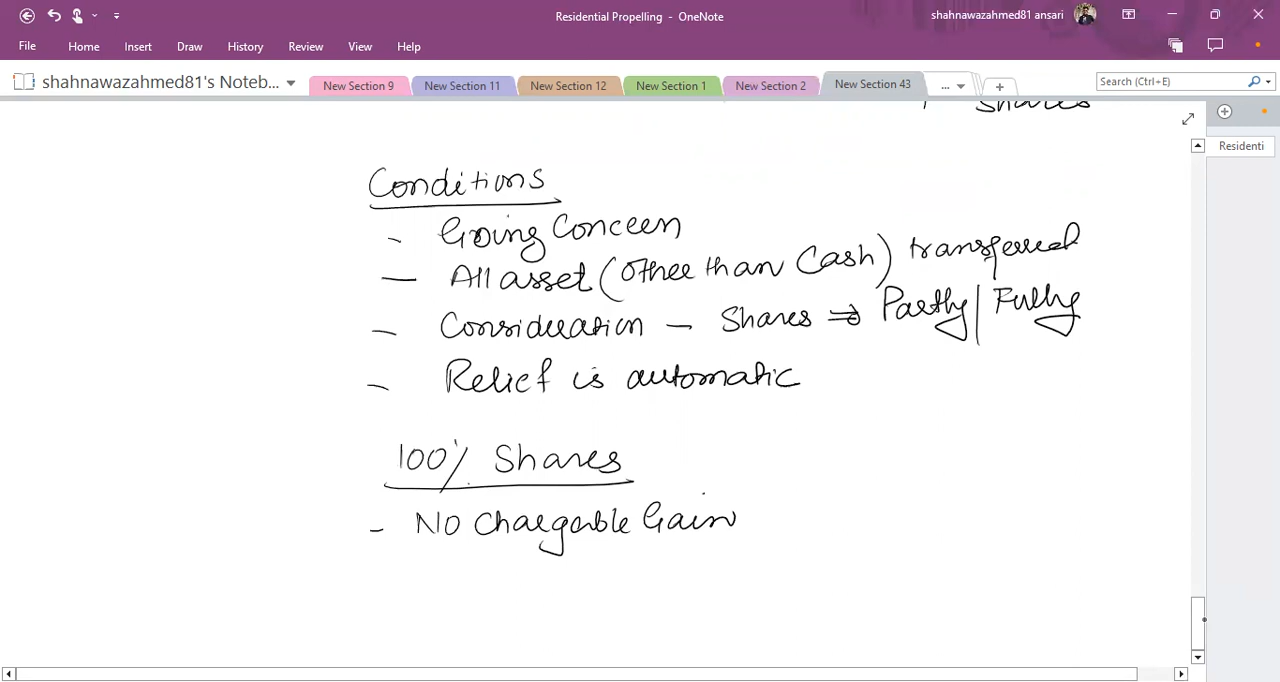 Residential Propelling - OneNote
shahnawazahmed81 ansari
File Home Insert Draw History Review View Help
shahnawazahmed81's Noteb...
New Section 9 New Section 11 New Section 12 New Section 1 New Section 2 New Section 43 ...
Search (Ctrl+E)
Residenti
Shares
Conditions
- Going Concern
- All asset (other than Cash) transferred
- Consideration - Shares ⇒ Partly | Fully
- Relief is automatic
100% Shares
- No Chargable Gain